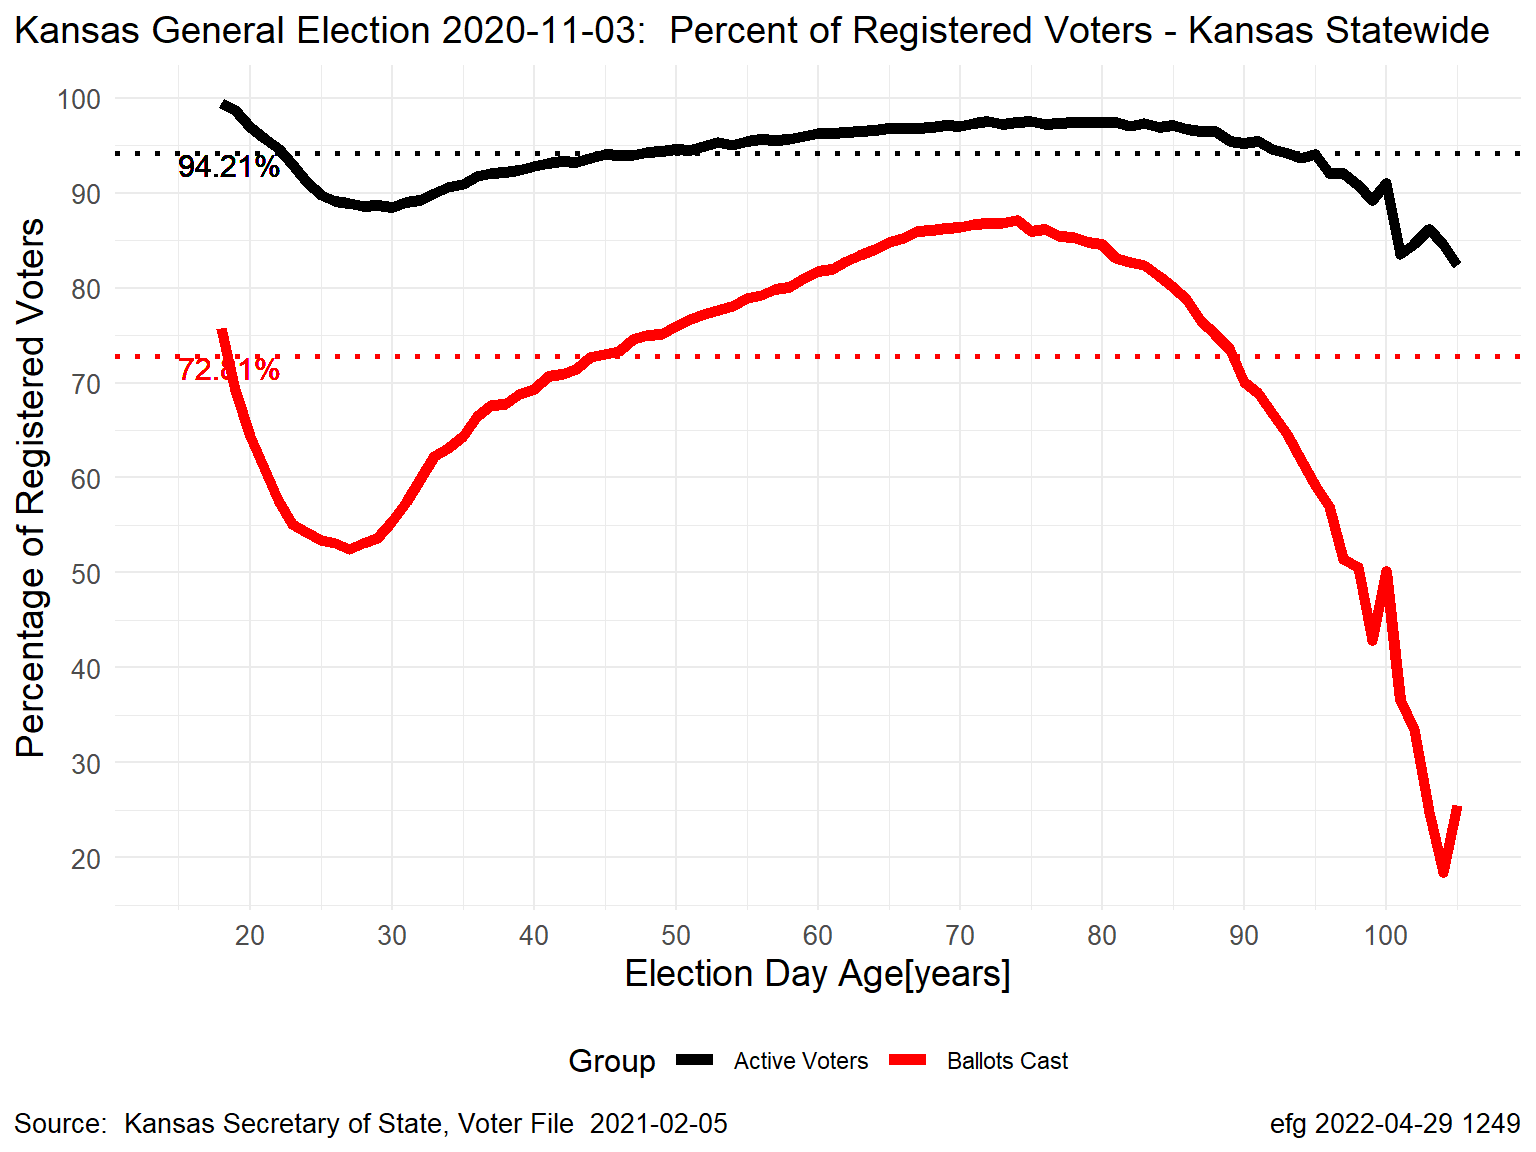 Kansas General Election 2020-11-03:  Percent of Registered Voters - Kansas Statewide
Percentage of Registered Voters
100
90
80
70
60
50
40
30
20
94.21%
72.81%
20 30 40 50 60 70 80 90 100
Election Day Age[years]
Group Active Voters Ballots Cast
Source:  Kansas Secretary of State, Voter File  2021-02-05
efg 2022-04-29 1249